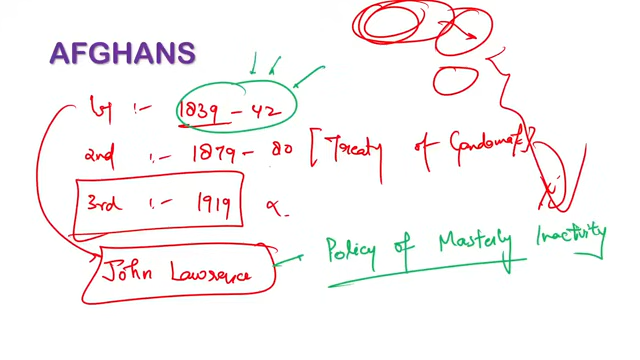 AFGHANS
1st :- 1839 - 42
2nd :- 1879 - 80 [Treaty of Gandamak]
3rd :- 1919
John Lawrence
Policy of Masterly Inactivity